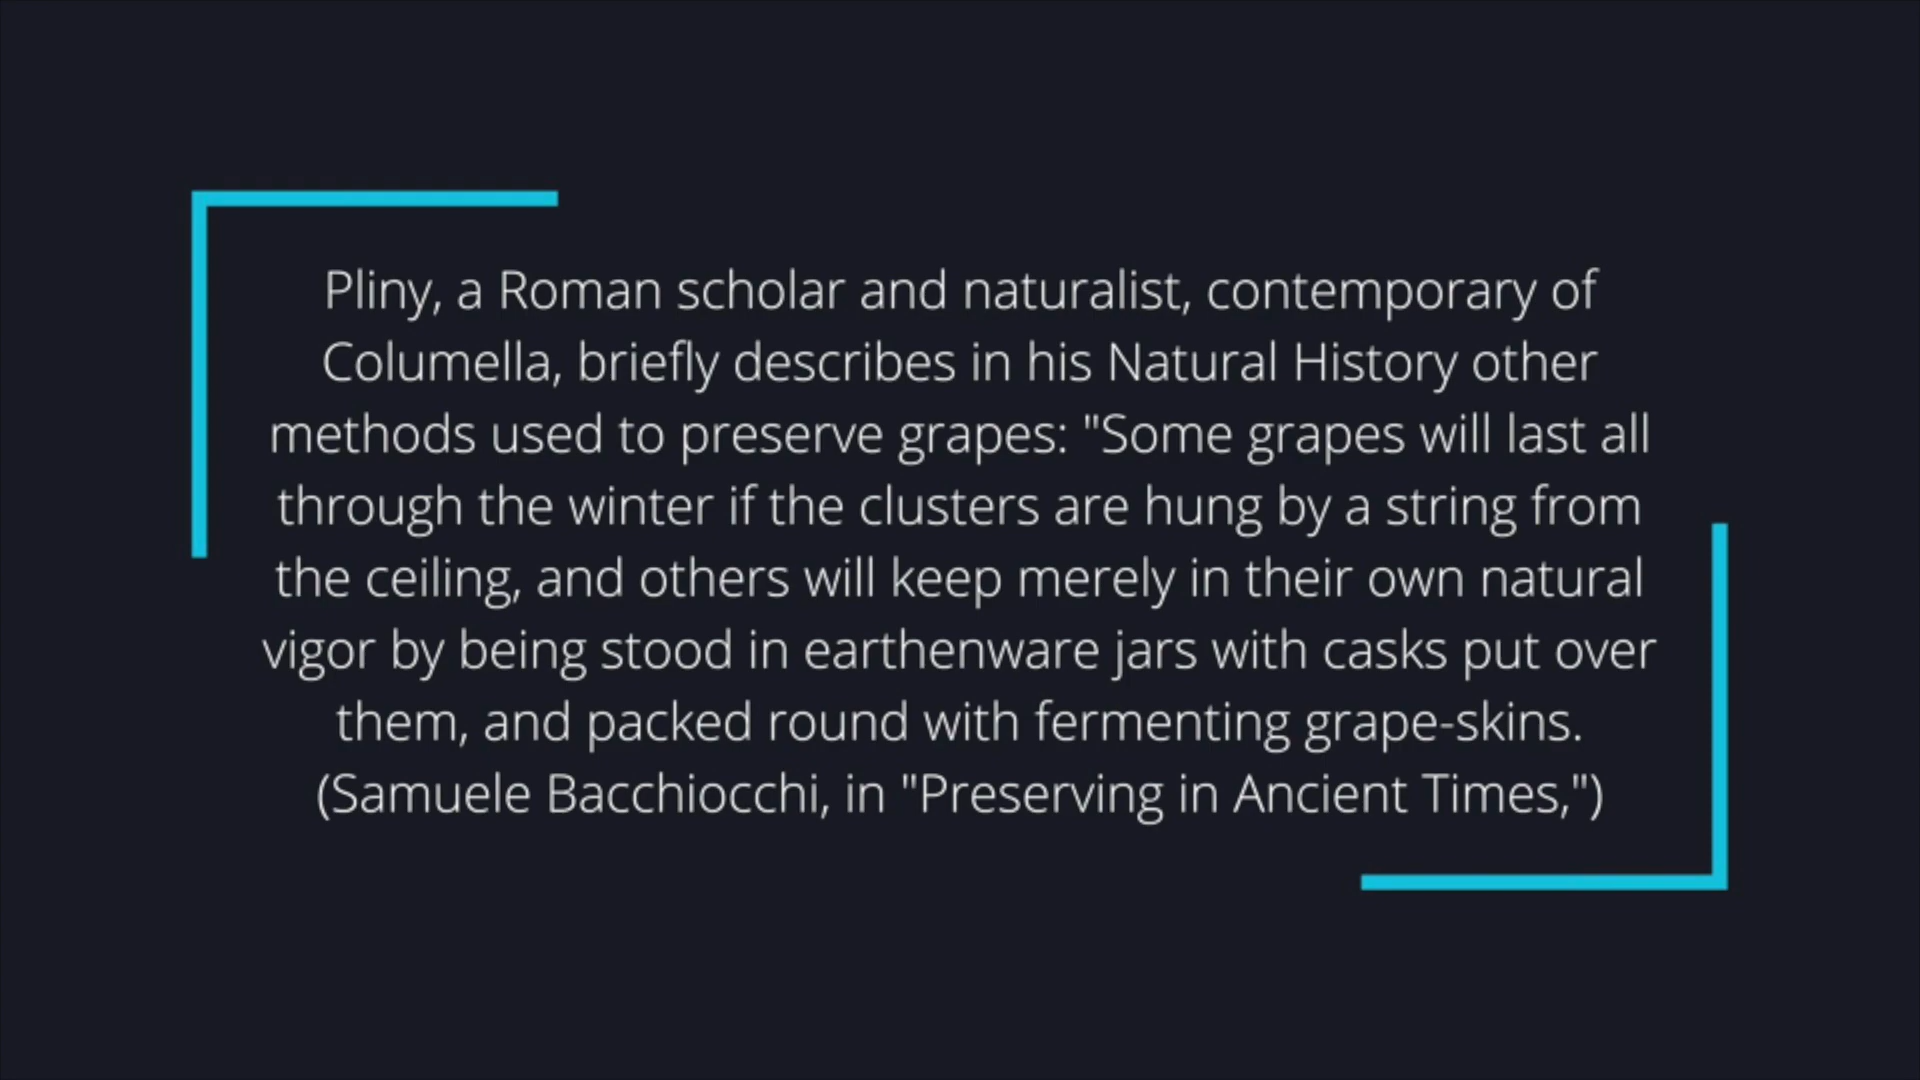 Pliny, a Roman scholar and naturalist, contemporary of
Columella, briefly describes in his Natural History other
methods used to preserve grapes: "Some grapes will last all
through the winter if the clusters are hung by a string from
the ceiling, and others will keep merely in their own natural
vigor by being stood in earthenware jars with casks put over
them, and packed round with fermenting grape-skins.
(Samuele Bacchiocchi, in "Preserving in Ancient Times,")